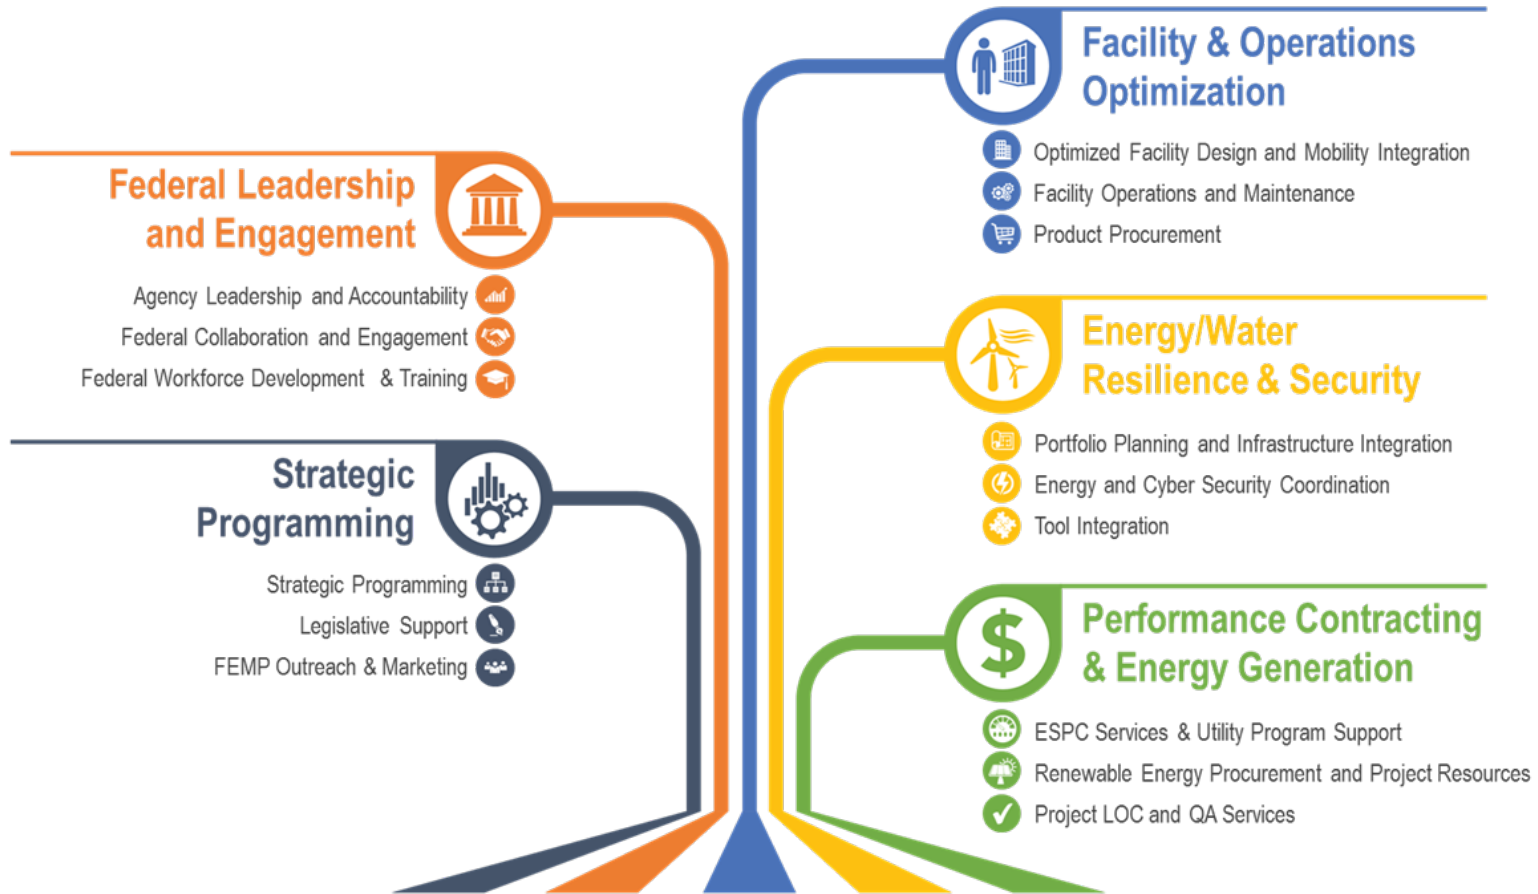 Federal Leadership
and Engagement
Agency Leadership and Accountability
Federal Collaboration and Engagement
Federal Workforce Development & Training
Strategic
Programming
Strategic Programming
Legislative Support
FEMP Outreach & Marketing
Facility & Operations
Optimization
Optimized Facility Design and Mobility Integration
Facility Operations and Maintenance
Product Procurement
Energy/Water
Resilience & Security
Portfolio Planning and Infrastructure Integration
Energy and Cyber Security Coordination
Tool Integration
$
Performance Contracting
& Energy Generation
ESPC Services & Utility Program Support
Renewable Energy Procurement and Project Resources
Project LOC and QA Services